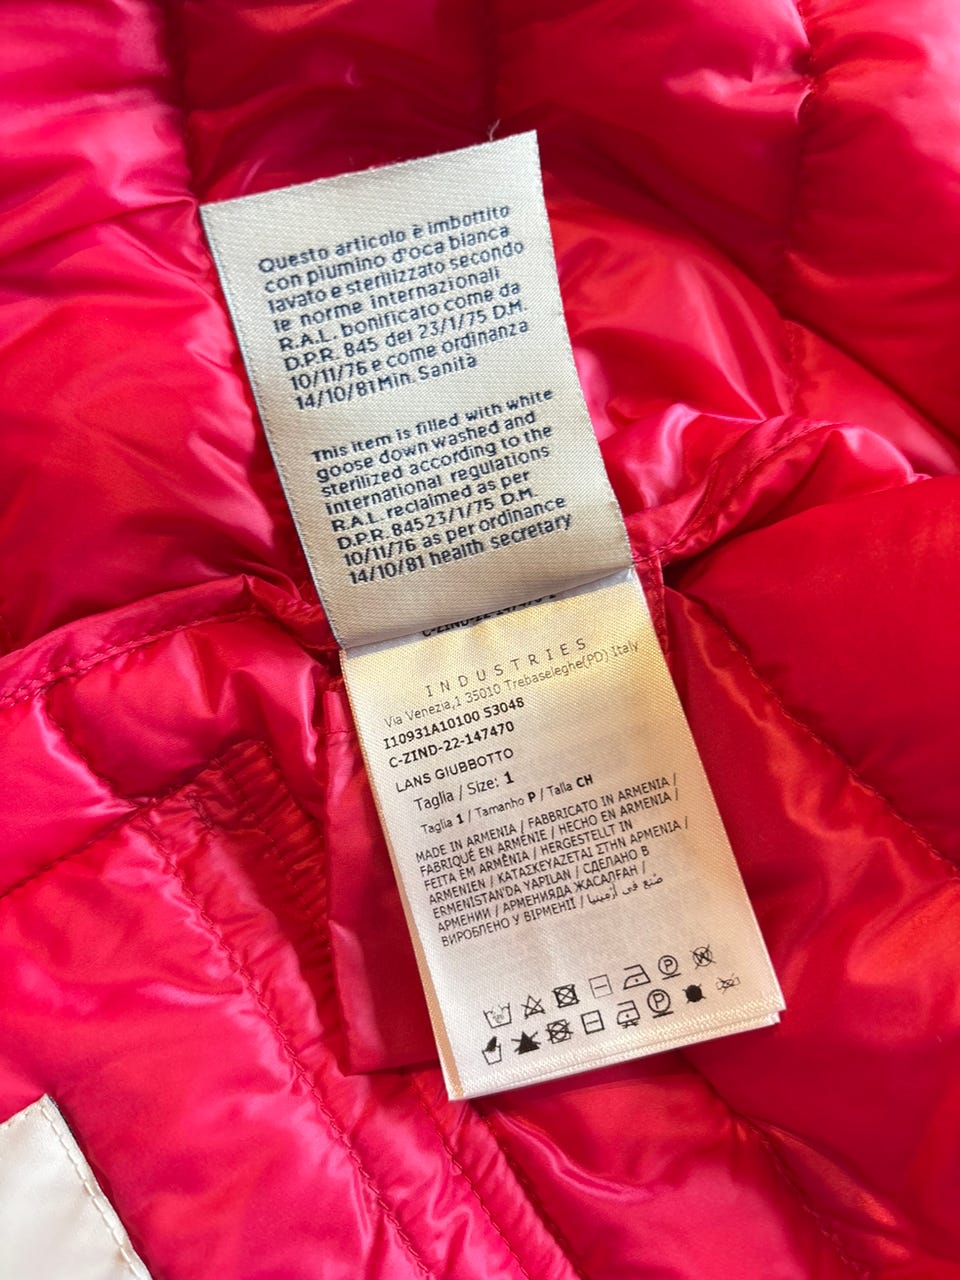 Questo articolo è imbottito
con piumino d'oca bianca
lavato e sterilizzato secondo
le norme internazionali
R.A.L. bonificato come da
D.P.R. 845 del 23/1/75 D.M.
10/11/76 e come ordinanza
14/10/81 Min. Sanità
This item is filled with white
goose down washed and
sterilized according to the
international regulations
R.A.L. reclaimed as per
D.P.R. 845 23/1/75 D.M.
10/11/76 as per ordinance
14/10/81 health secretary
INDUSTRIES
Via Venezia,1 35010 Trebaseleghe(PD)-Italy
I10931A10100 53048
C-ZIND-22-147470
LANS GIUBBOTTO
Taglia / Size: 1
Taglia 1 / Tamanho P / Talla CH
MADE IN ARMENIA / FABBRICATO IN ARMENIA /
FABRIQUÉ EN ARMÉNIE / HECHO EN ARMENIA /
FEITA EM ARMÊNIA / HERGESTELLT IN
ARMENIEN / ΚΑΤΑΣΚΕΥΑΖΕΤΑΙ ΣΤΗΝ ΑΡΜΕΝΙΑ /
ERMENISTAN'DA YAPILAN / СДЕЛАНО В
АРМЕНИИ / АРМЕНИЯДА ЖАСАЛҒАН /
ВИРОБЛЕНО У ВІРМЕНІЇ / صنع في أرمينيا